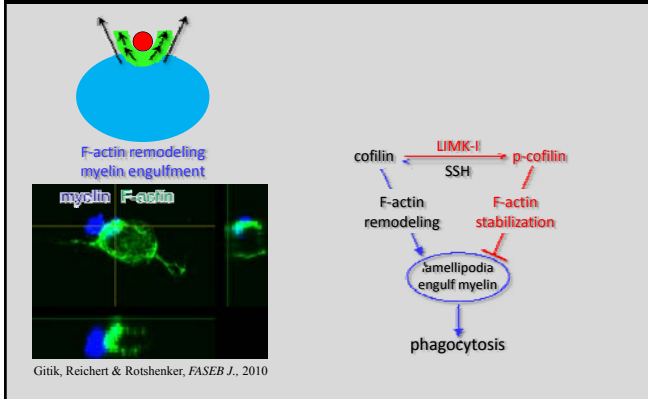 F-actin remodeling
myelin engulfment
myelin F-actin
Gitik, Reichert & Rotshenker, FASEB J., 2010
cofilin
LIMK-I
SSH
p-cofilin
F-actin
remodeling
F-actin
stabilization
lamellipodia
engulf myelin
phagocytosis